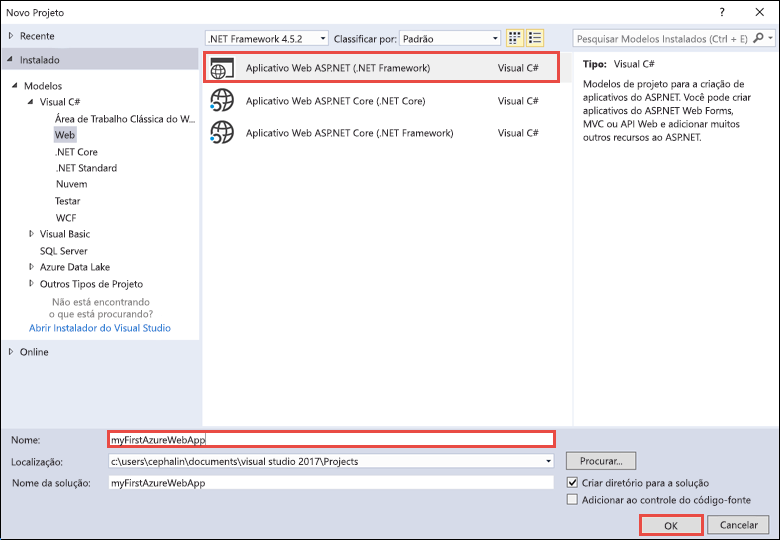 Novo Projeto
?
Recente
Instalado
Modelos
Visual C#
Área de Trabalho Clássica do W...
Web
.NET Core
.NET Standard
Nuvem
Testar
WCF
Visual Basic
SQL Server
Azure Data Lake
Outros Tipos de Projeto
Não está encontrando
o que está procurando?
Abrir Instalador do Visual Studio
Online
.NET Framework 4.5.2 Classificar por: Padrão
Aplicativo Web ASP.NET (.NET Framework) Visual C#
Aplicativo Web ASP.NET Core (.NET Core) Visual C#
Aplicativo Web ASP.NET Core (.NET Framework) Visual C#
Pesquisar Modelos Instalados (Ctrl + E)
Tipo: Visual C#
Modelos de projeto para a criação de
aplicativos do ASP.NET. Você pode criar
aplicativos do ASP.NET Web Forms,
MVC ou API Web e adicionar muitos
outros recursos ao ASP.NET.
Nome: myFirstAzureWebApp
Localização: c:\users\cephalin\documents\visual studio 2017\Projects Procurar...
Nome da solução: myFirstAzureWebApp
Criar diretório para a solução
Adicionar ao controle do código-fonte
OK Cancelar